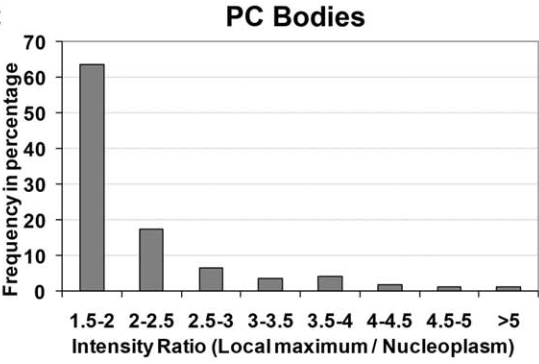 PC Bodies
Frequency in percentage
70
60
50
40
30
20
10
0
1.5-2 2-2.5 2.5-3 3-3.5 3.5-4 4-4.5 4.5-5 >5
Intensity Ratio (Local maximum / Nucleoplasm)